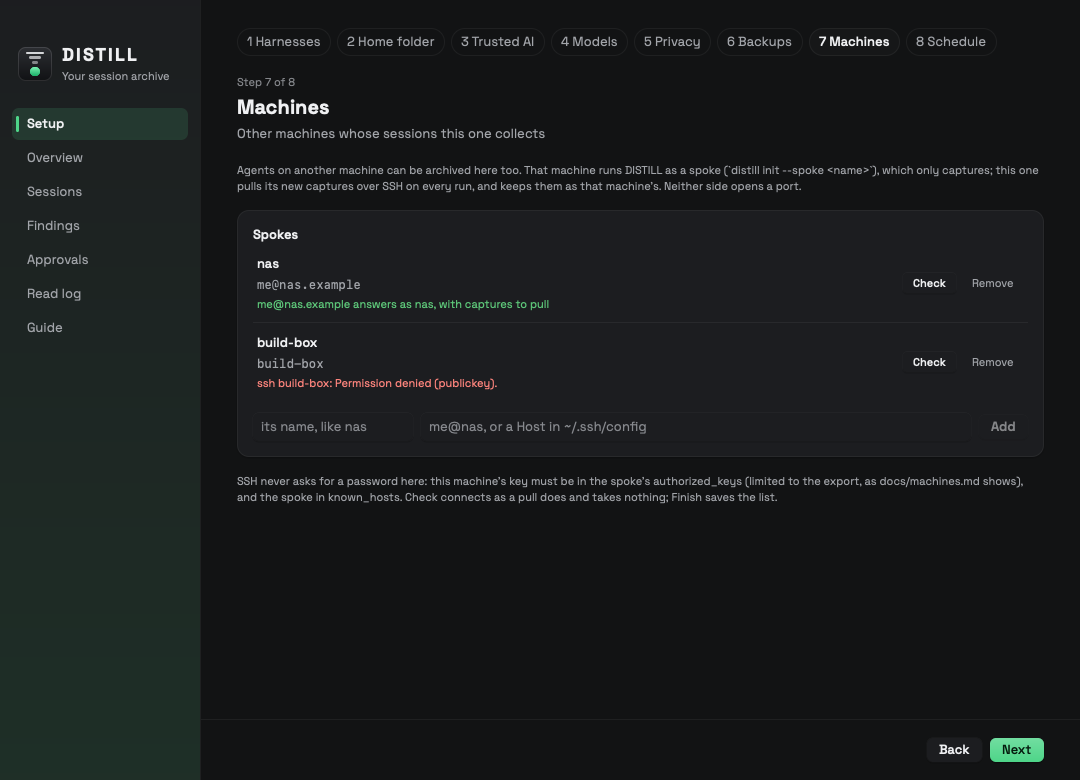 DISTILL
Your session archive
Setup
Overview
Sessions
Findings
Approvals
Read log
Guide
1 Harnesses
2 Home folder
3 Trusted AI
4 Models
5 Privacy
6 Backups
7 Machines
8 Schedule
Step 7 of 8
Machines
Other machines whose sessions this one collects
Agents on another machine can be archived here too. That machine runs DISTILL as a spoke (`distill init --spoke <name>`), which only captures; this one
pulls its new captures over SSH on every run, and keeps them as that machine's. Neither side opens a port.
Spokes
nas
me@nas.example
me@nas.example answers as nas, with captures to pull
Check
Remove
build-box
build-box
ssh build-box: Permission denied (publickey).
Check
Remove
its name, like nas
me@nas, or a Host in ~/.ssh/config
Add
SSH never asks for a password here: this machine's key must be in the spoke's authorized_keys (limited to the export, as docs/machines.md shows),
and the spoke in known_hosts. Check connects as a pull does and takes nothing; Finish saves the list.
Back
Next